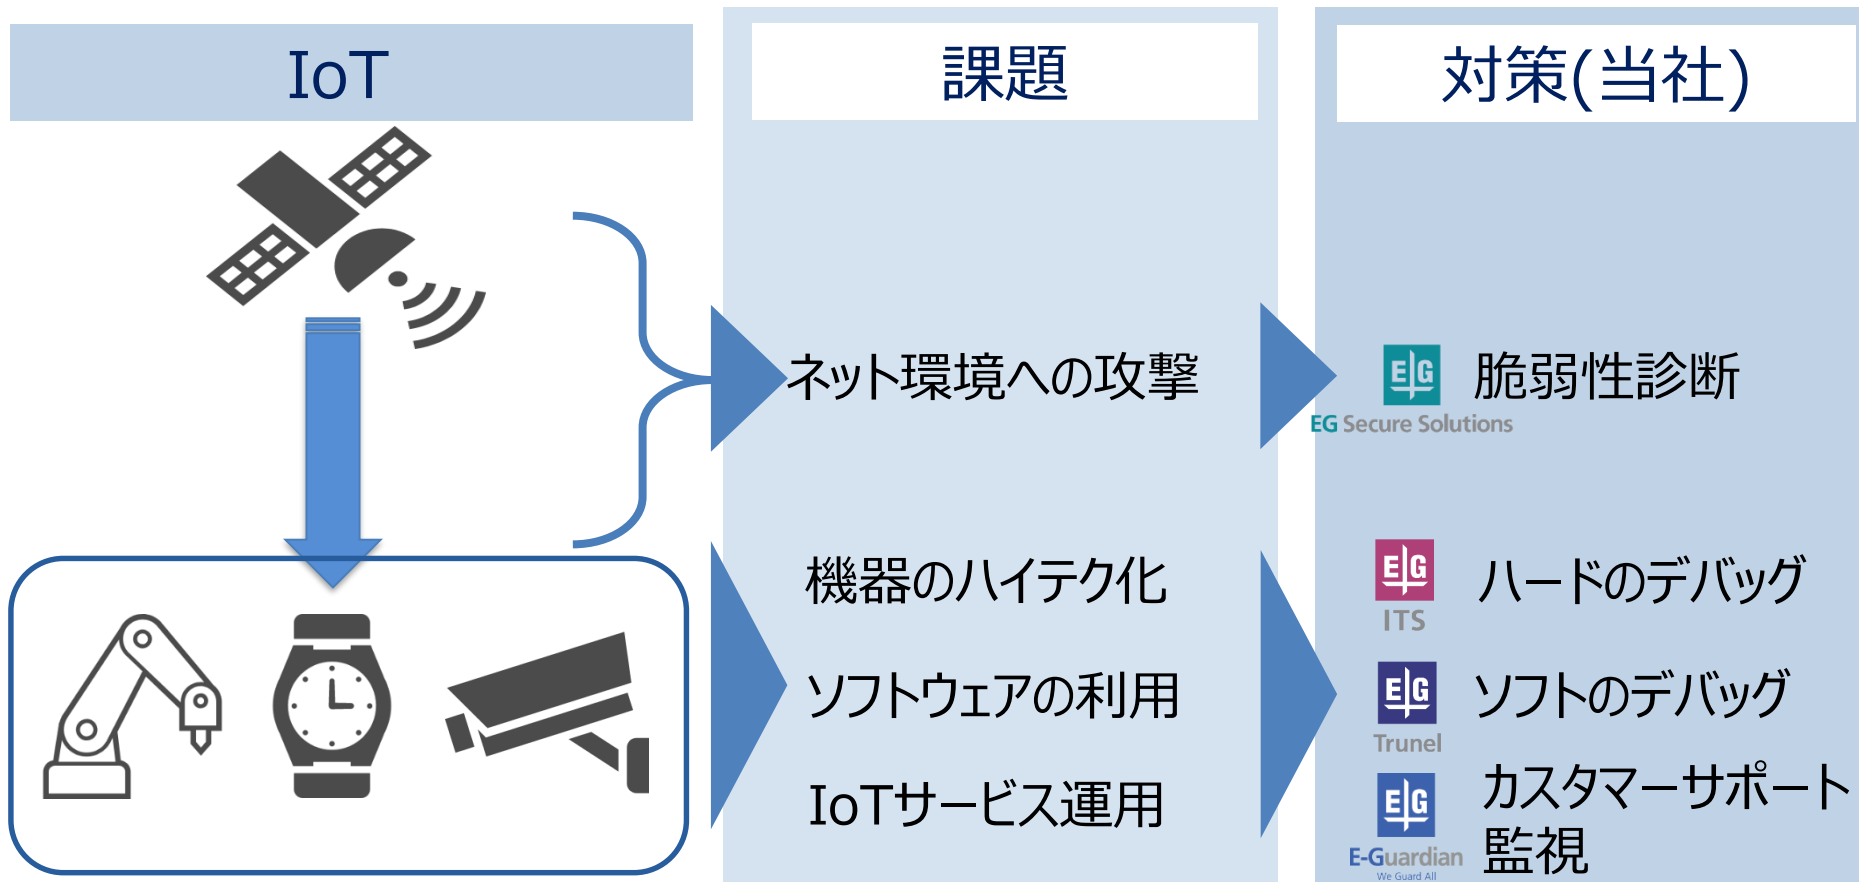 IoT
課題
対策(当社)
ネット環境への攻撃
EG
脆弱性診断
EG Secure Solutions
機器のハイテク化
EG
ハードのデバッグ
ITS
ソフトウェアの利用
EG
ソフトのデバッグ
Trunel
IoTサービス運用
EG
カスタマーサポート
監視
E-Guardian
We Guard All